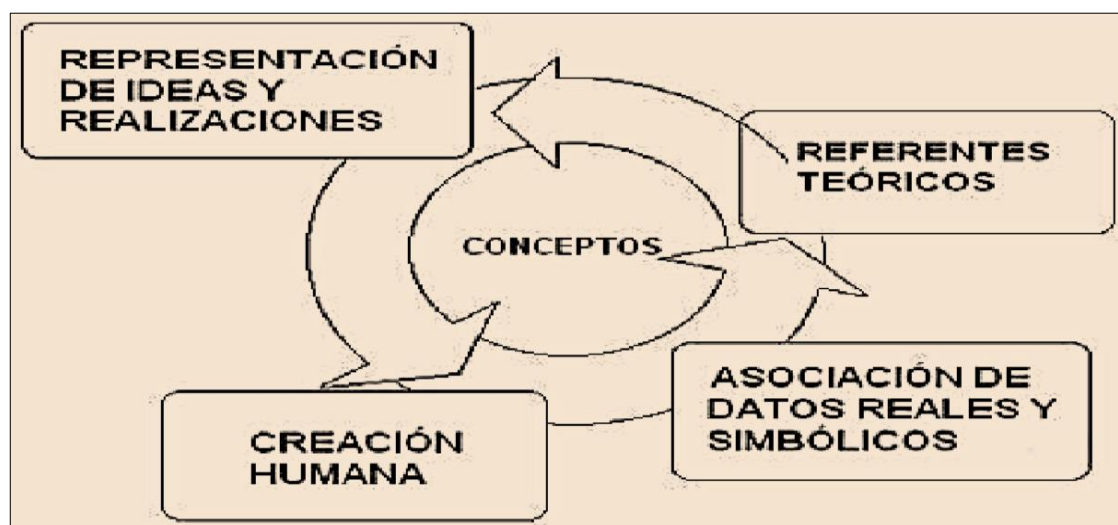 REPRESENTACIÓN
DE IDEAS Y
REALIZACIONES
REFERENTES
TEÓRICOS
CONCEPTOS
ASOCIACIÓN DE
DATOS REALES Y
SIMBÓLICOS
CREACIÓN
HUMANA